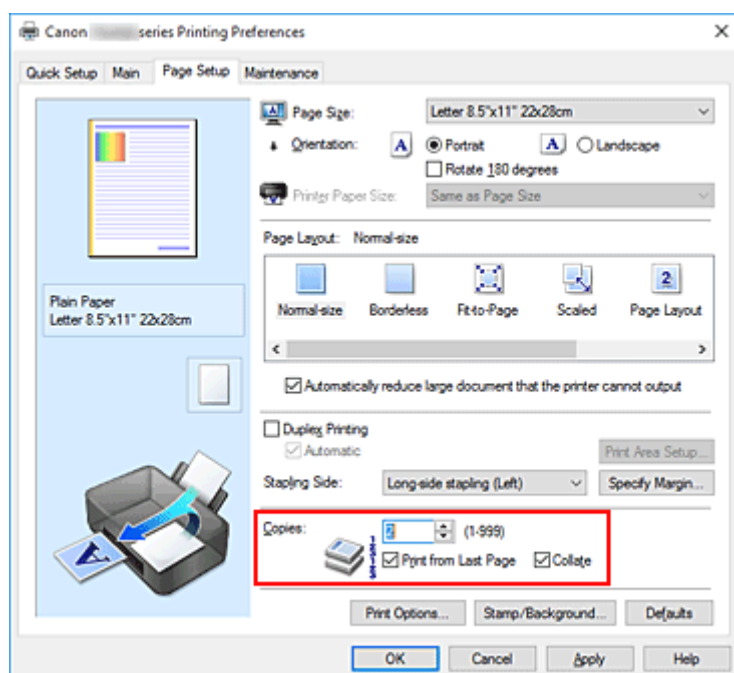 Canon series Printing Preferences
Quick Setup Main Page Setup Maintenance
Page Size: Letter 8.5"x11" 22x28cm
Orientation: A Portrait A Landscape
Rotate 180 degrees
Printer Paper Size: Same as Page Size
Page Layout: Normal-size
2
Normal-size Borderless Fit-to-Page Scaled Page Layout
Plain Paper
Letter 8.5"x11" 22x28cm
Automatically reduce large document that the printer cannot output
Duplex Printing
Automatic Print Area Setup...
Stapling Side: Long-side stapling (Left) Specify Margin...
Copies: 2 (1-999)
Print from Last Page Collate
A
Print Options... Stamp/Background... Defaults
OK Cancel Apply Help